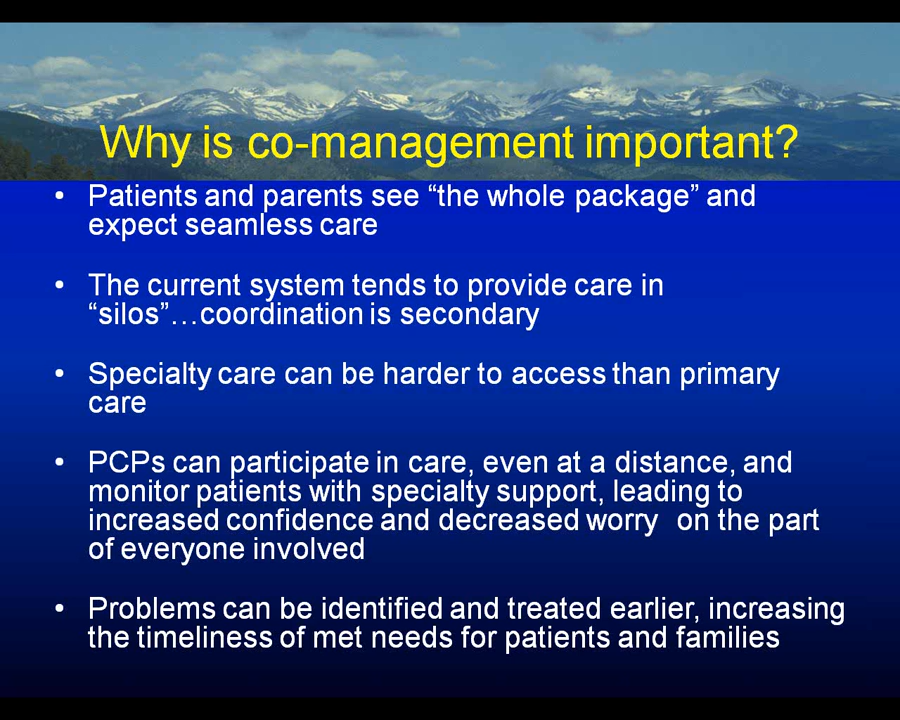 Why is co-management important?
• Patients and parents see “the whole package” and
expect seamless care
• The current system tends to provide care in
“silos”…coordination is secondary
• Specialty care can be harder to access than primary
care
• PCPs can participate in care, even at a distance, and
monitor patients with specialty support, leading to
increased confidence and decreased worry on the part
of everyone involved
• Problems can be identified and treated earlier, increasing
the timeliness of met needs for patients and families